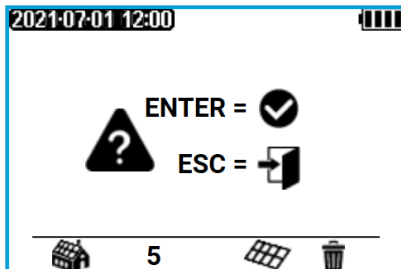 2021·07·01 12:00
ENTER =
?
ESC =
5